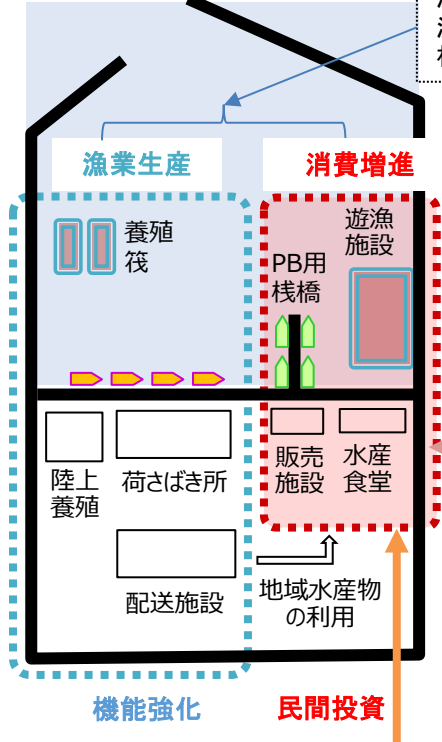 漁業生産
消費増進
養殖
筏
遊漁
施設
PB用
桟橋
陸上
養殖
荷さばき所
販売
施設
水産
食堂
配送施設
地域水産物
の利用
機能強化
民間投資